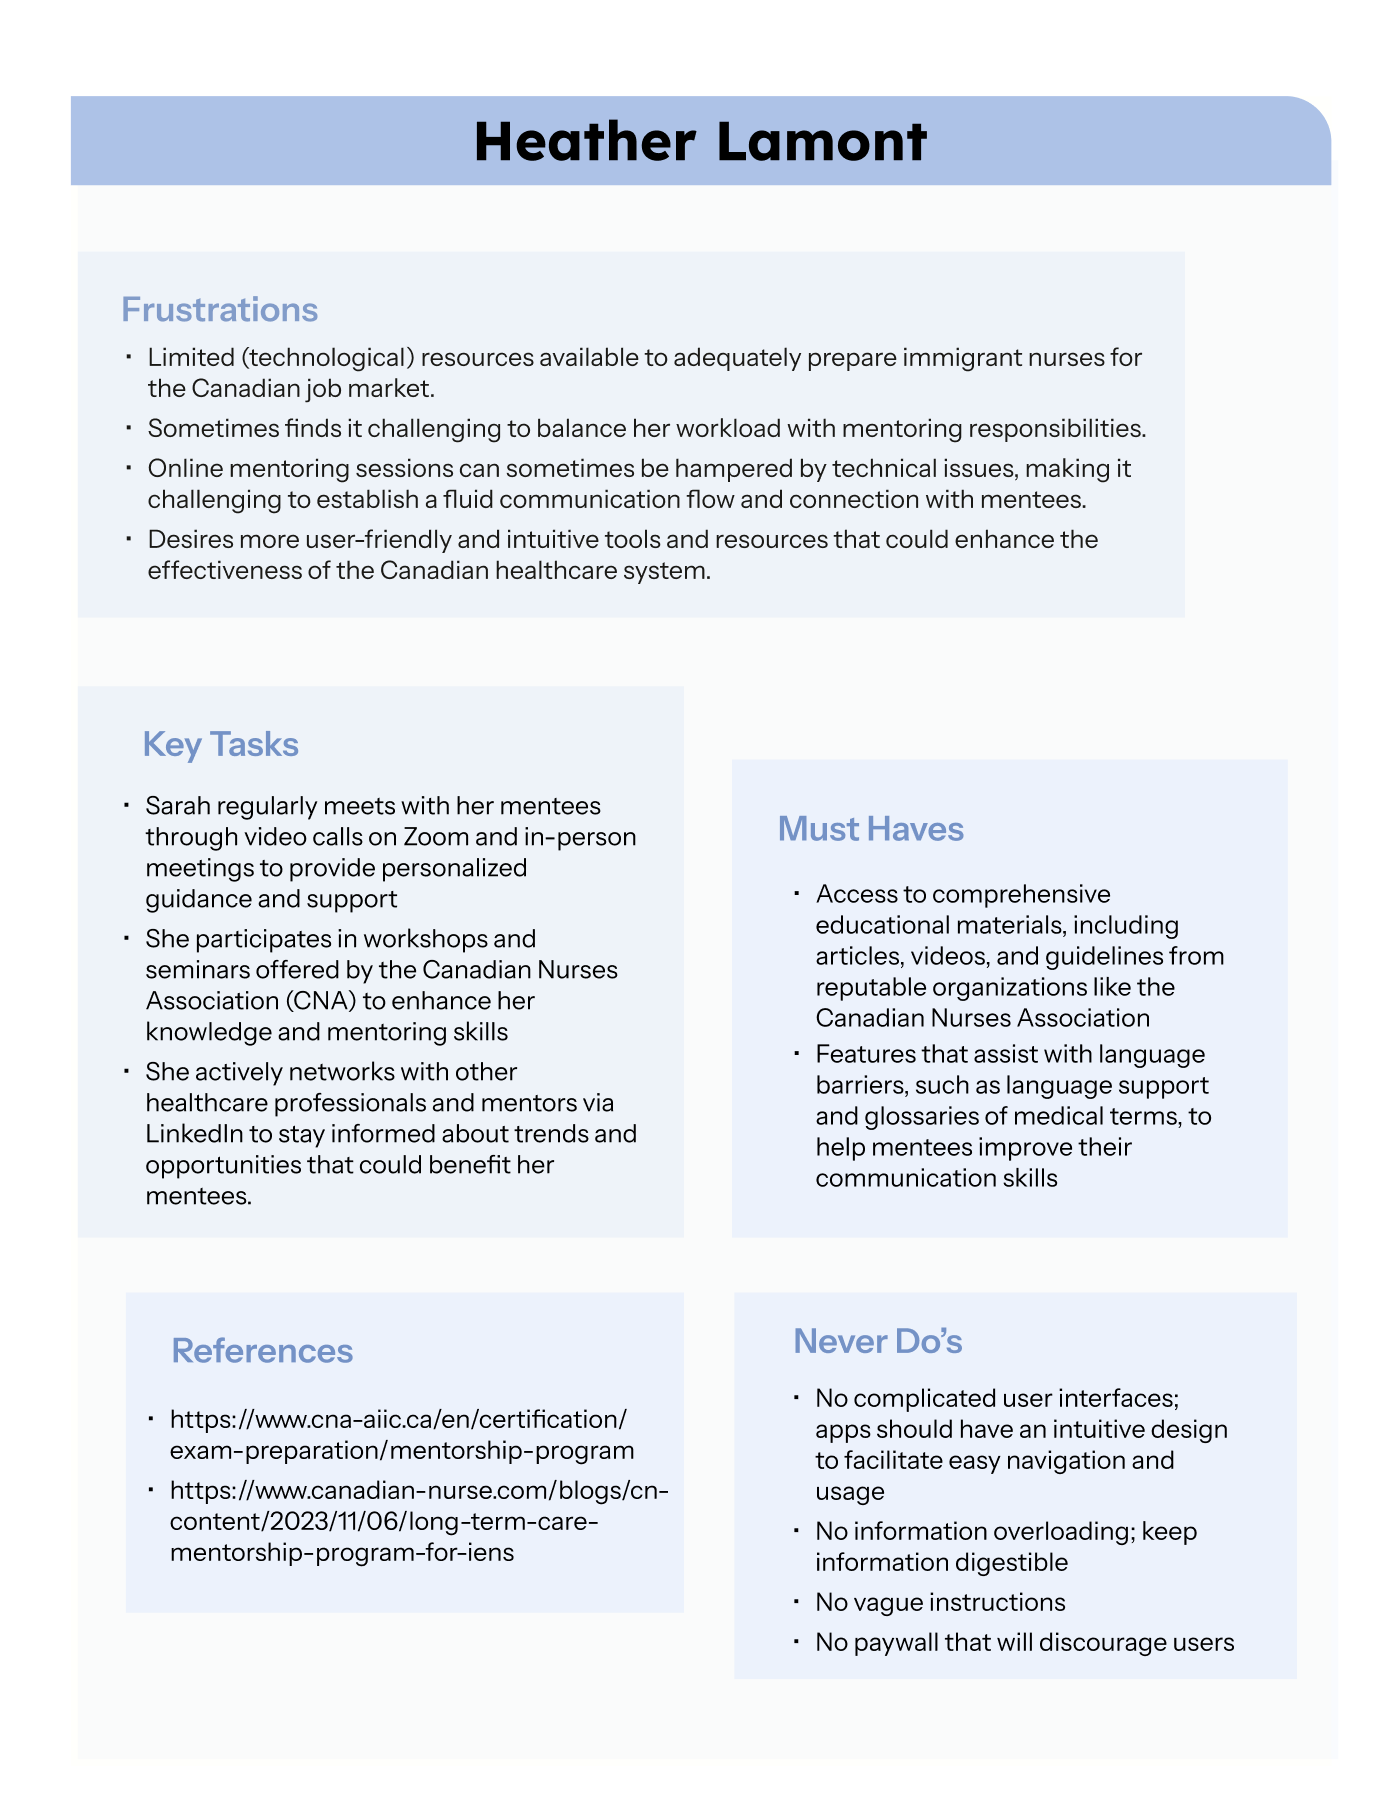 Heather Lamont
Frustrations
· Limited (technological) resources available to adequately prepare immigrant nurses for
the Canadian job market.
· Sometimes finds it challenging to balance her workload with mentoring responsibilities.
· Online mentoring sessions can sometimes be hampered by technical issues, making it
challenging to establish a fluid communication flow and connection with mentees.
· Desires more user-friendly and intuitive tools and resources that could enhance the
effectiveness of the Canadian healthcare system.
Key Tasks
· Sarah regularly meets with her mentees
through video calls on Zoom and in-person
meetings to provide personalized
guidance and support
· She participates in workshops and
seminars offered by the Canadian Nurses
Association (CNA) to enhance her
knowledge and mentoring skills
· She actively networks with other
healthcare professionals and mentors via
LinkedIn to stay informed about trends and
opportunities that could benefit her
mentees.
Must Haves
· Access to comprehensive
educational materials, including
articles, videos, and guidelines from
reputable organizations like the
Canadian Nurses Association
· Features that assist with language
barriers, such as language support
and glossaries of medical terms, to
help mentees improve their
communication skills
References
· https://www.cna-aiic.ca/en/certification/
exam-preparation/mentorship-program
· https://www.canadian-nurse.com/blogs/cn-
content/2023/11/06/long-term-care-
mentorship-program-for-iens
Never Do’s
· No complicated user interfaces;
apps should have an intuitive design
to facilitate easy navigation and
usage
· No information overloading; keep
information digestible
· No vague instructions
· No paywall that will discourage users